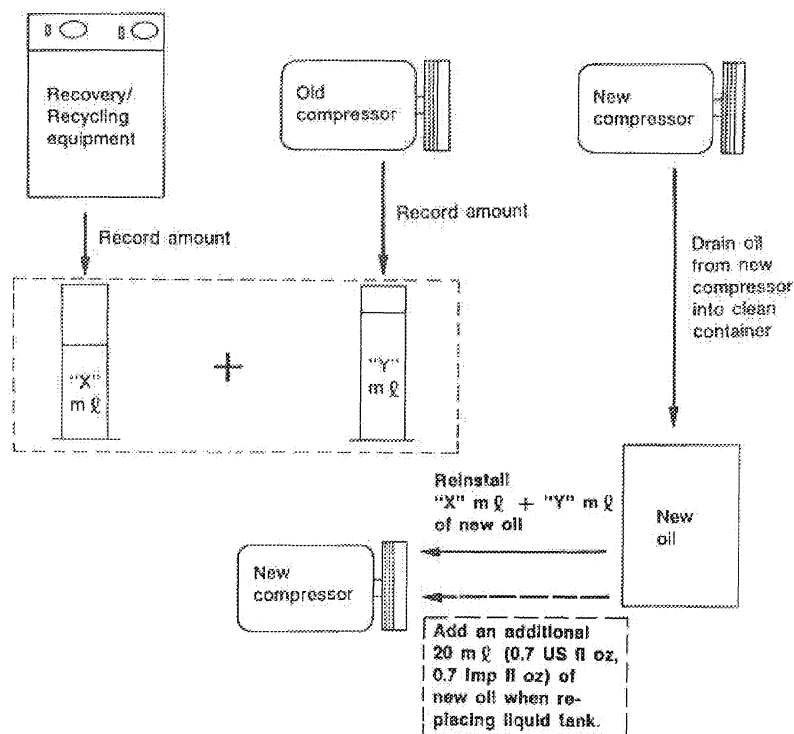 Recovery/
Recycling
equipment
Old
compressor
New
compressor
Record amount
Record amount
Drain oil
from new
compressor
into clean
container
"X"
m ℓ
+
"Y"
m ℓ
Reinstall
"X" m ℓ + "Y" m ℓ
of new oil
New
oil
New
compressor
Add an additional
20 m ℓ (0.7 US fl oz,
0.7 Imp fl oz) of
new oil when re-
placing liquid tank.